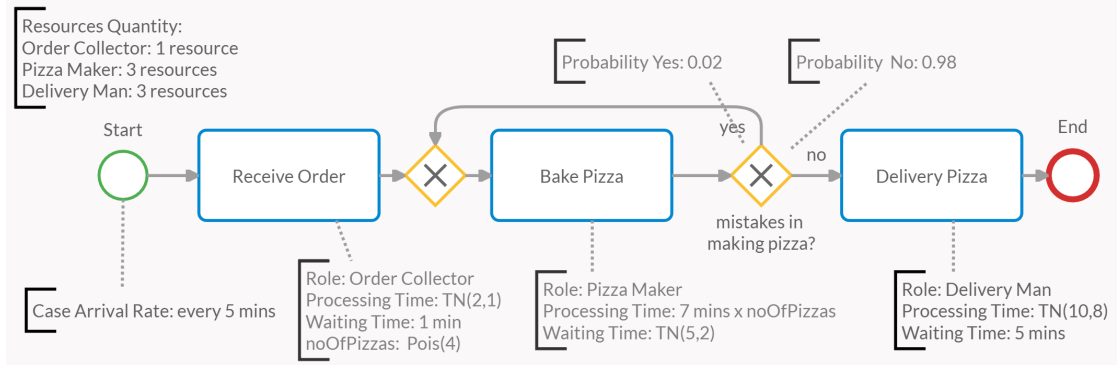 Resources Quantity:
Order Collector: 1 resource
Pizza Maker: 3 resources
Delivery Man: 3 resources
Probability Yes: 0.02
Probability No: 0.98
Start
yes
End
no
Receive Order
Bake Pizza
Delivery Pizza
mistakes in
making pizza?
Case Arrival Rate: every 5 mins
Role: Order Collector
Processing Time: TN(2,1)
Waiting Time: 1 min
noOfPizzas: Pois(4)
Role: Pizza Maker
Processing Time: 7 mins x noOfPizzas
Waiting Time: TN(5,2)
Role: Delivery Man
Processing Time: TN(10,8)
Waiting Time: 5 mins